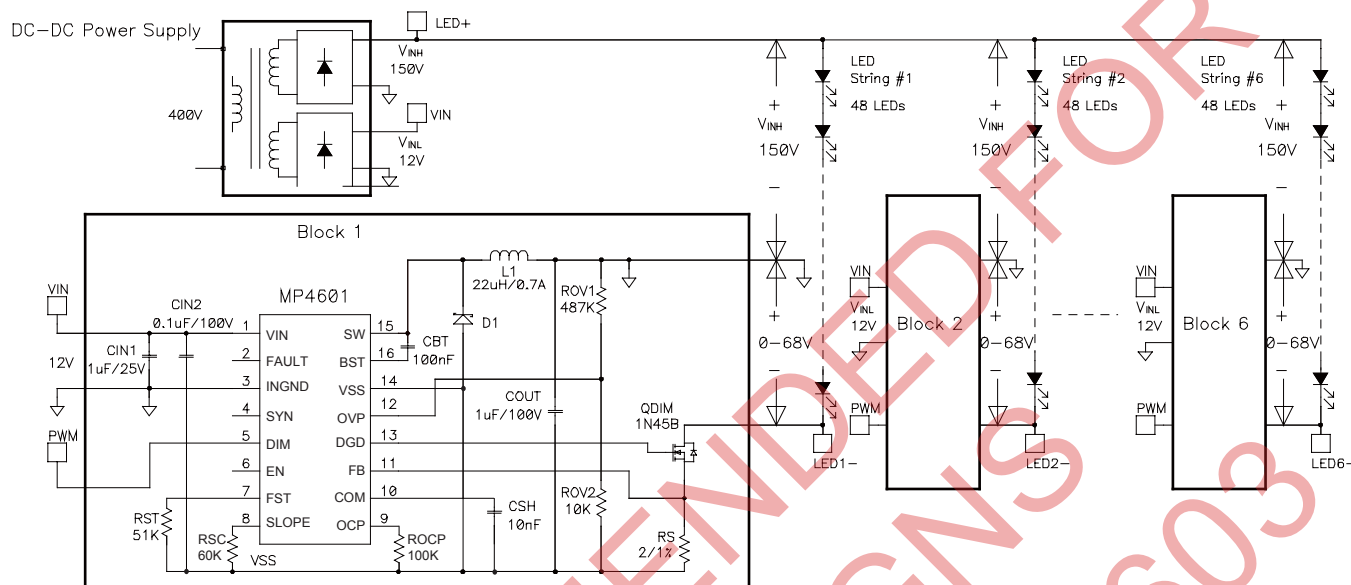 DC-DC Power Supply
LED+
VINH
150V
400V
VIN
VINL
12V
LED
String #1
48 LEDs
VINH
150V
+
−
+
0-68V
−
LED1-
LED
String #2
48 LEDs
VINH
150V
+
−
+
0-68V
−
LED2-
LED
String #6
48 LEDs
VINH
150V
+
−
+
0-68V
−
LED6-
Block 1
VIN
12V
PWM
CIN2
0.1uF/100V
CIN1
1uF/25V
MP4601
1 VIN
2 FAULT
3 INGND
4 SYN
5 DIM
6 EN
7 FST
8 SLOPE
SW 15
BST 16
VSS 14
OVP 12
DGD 13
FB 11
COM 10
OCP 9
RST
51K
RSC
60K
VSS
ROCP
100K
CBT
100nF
D1
L1
22uH/0.7A
ROV1
487K
COUT
1uF/100V
QDIM
1N45B
CSH
10nF
ROV2
10K
RS
2/1%
VIN
VINL
12V
Block 2
PWM
VIN
VINL
12V
Block 6
PWM
ENDED FOR
GNS
603